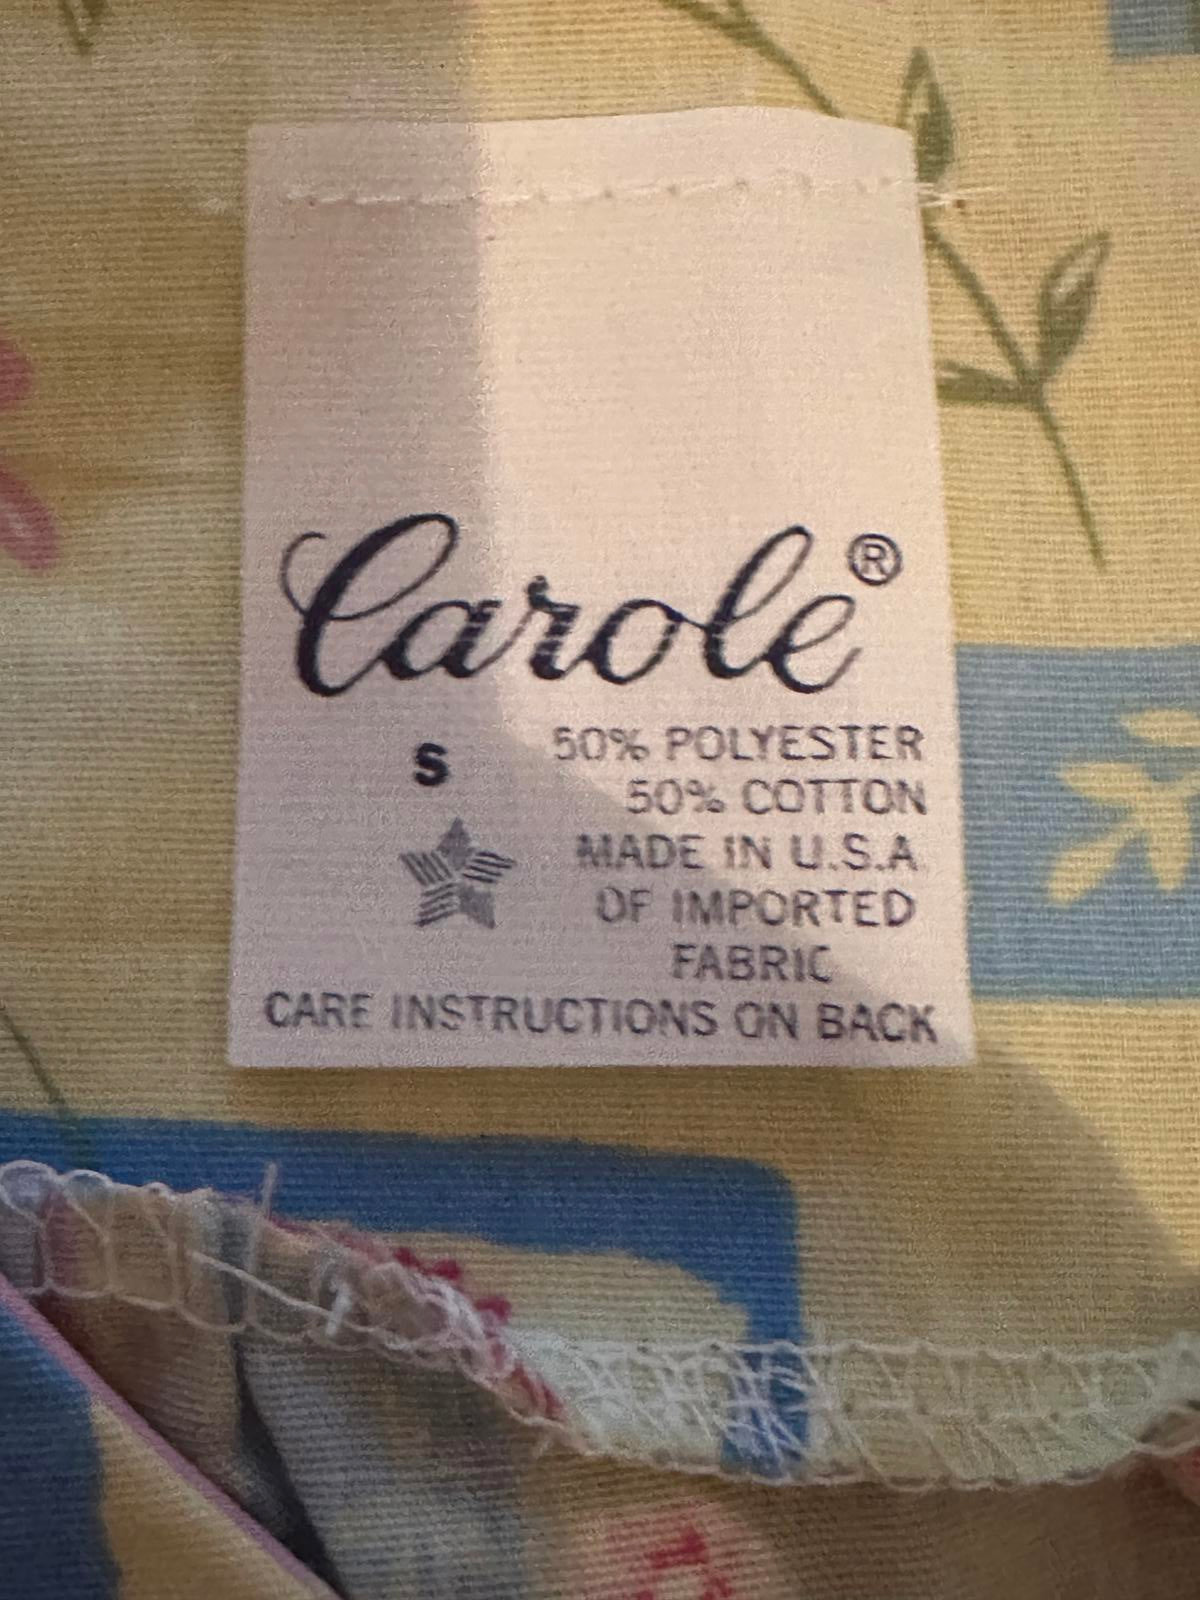 Carole®
S
50% POLYESTER
50% COTTON
MADE IN U.S.A
OF IMPORTED
FABRIC
CARE INSTRUCTIONS ON BACK